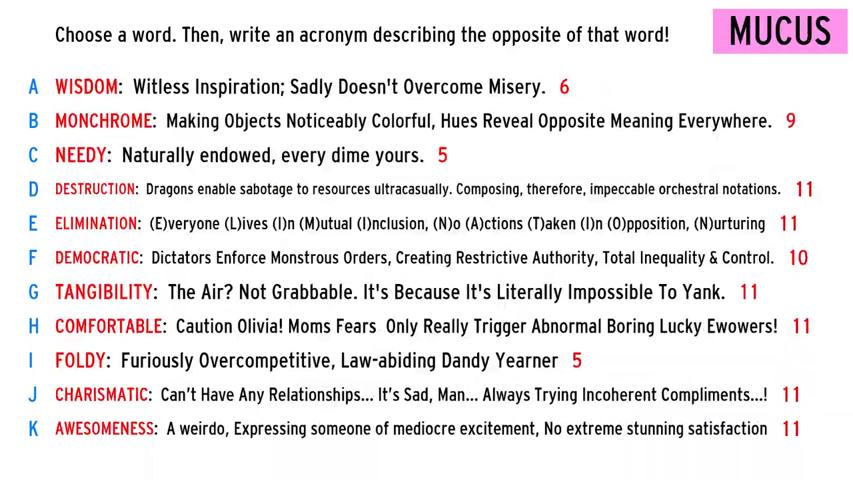 Choose a word. Then, write an acronym describing the opposite of that word!
MUCUS
A WISDOM: Witless Inspiration; Sadly Doesn't Overcome Misery. 6
B MONCHROME: Making Objects Noticeably Colorful, Hues Reveal Opposite Meaning Everywhere. 9
C NEEDY: Naturally endowed, every dime yours. 5
D DESTRUCTION: Dragons enable sabotage to resources ultracasually. Composing, therefore, impeccable orchestral notations. 11
E ELIMINATION: (E)veryone (L)ives (I)n (M)utual (I)nclusion, (N)o (A)ctions (T)aken (I)n (O)pposition, (N)urturing 11
F DEMOCRATIC: Dictators Enforce Monstrous Orders, Creating Restrictive Authority, Total Inequality & Control. 10
G TANGIBILITY: The Air? Not Grabbable. It's Because It's Literally Impossible To Yank. 11
H COMFORTABLE: Caution Olivia! Moms Fears Only Really Trigger Abnormal Boring Lucky Ewowers! 11
I FOLDY: Furiously Overcompetitive, Law-abiding Dandy Yearner 5
J CHARISMATIC: Can't Have Any Relationships... It's Sad, Man... Always Trying Incoherent Compliments...! 11
K AWESOMENESS: A weirdo, Expressing someone of mediocre excitement, No extreme stunning satisfaction 11